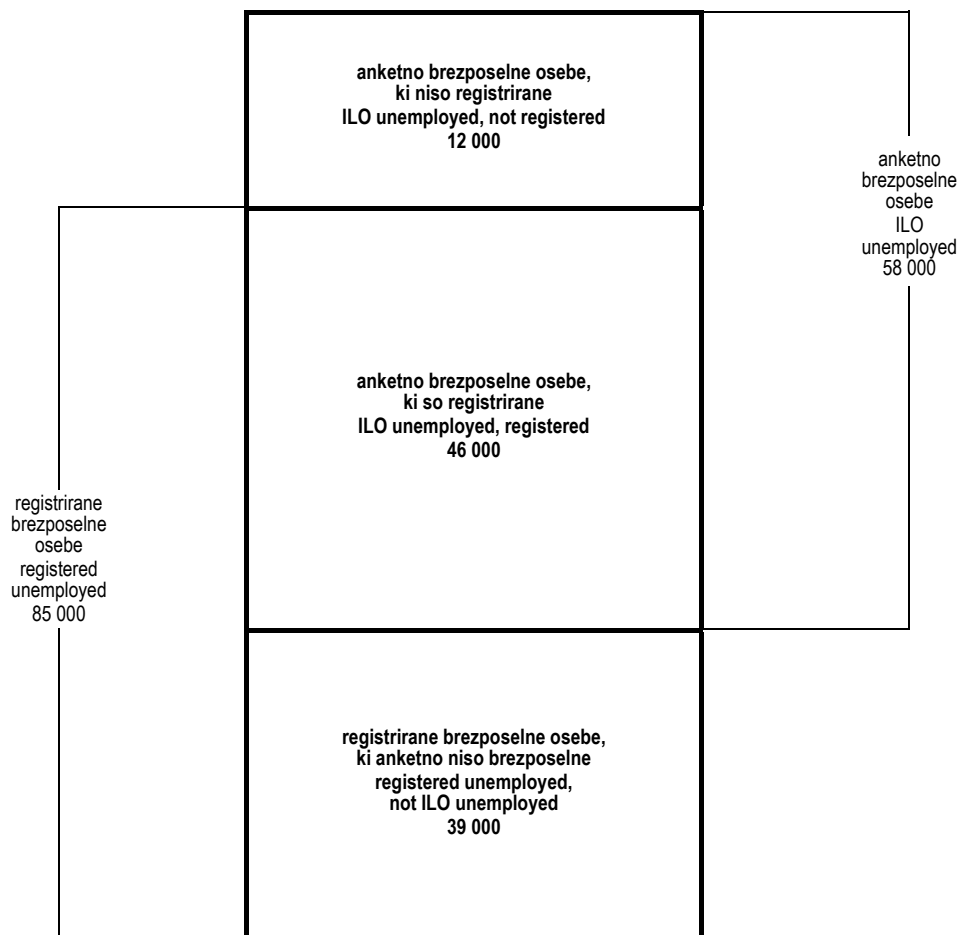 anketno brezposelne osebe,
ki niso registrirane
ILO unemployed, not registered
12 000
anketno
brezposelne
osebe
ILO
unemployed
58 000
anketno brezposelne osebe,
ki so registrirane
ILO unemployed, registered
46 000
registrirane
brezposelne
osebe
registered
unemployed
85 000
registrirane brezposelne osebe,
ki anketno niso brezposelne
registered unemployed,
not ILO unemployed
39 000